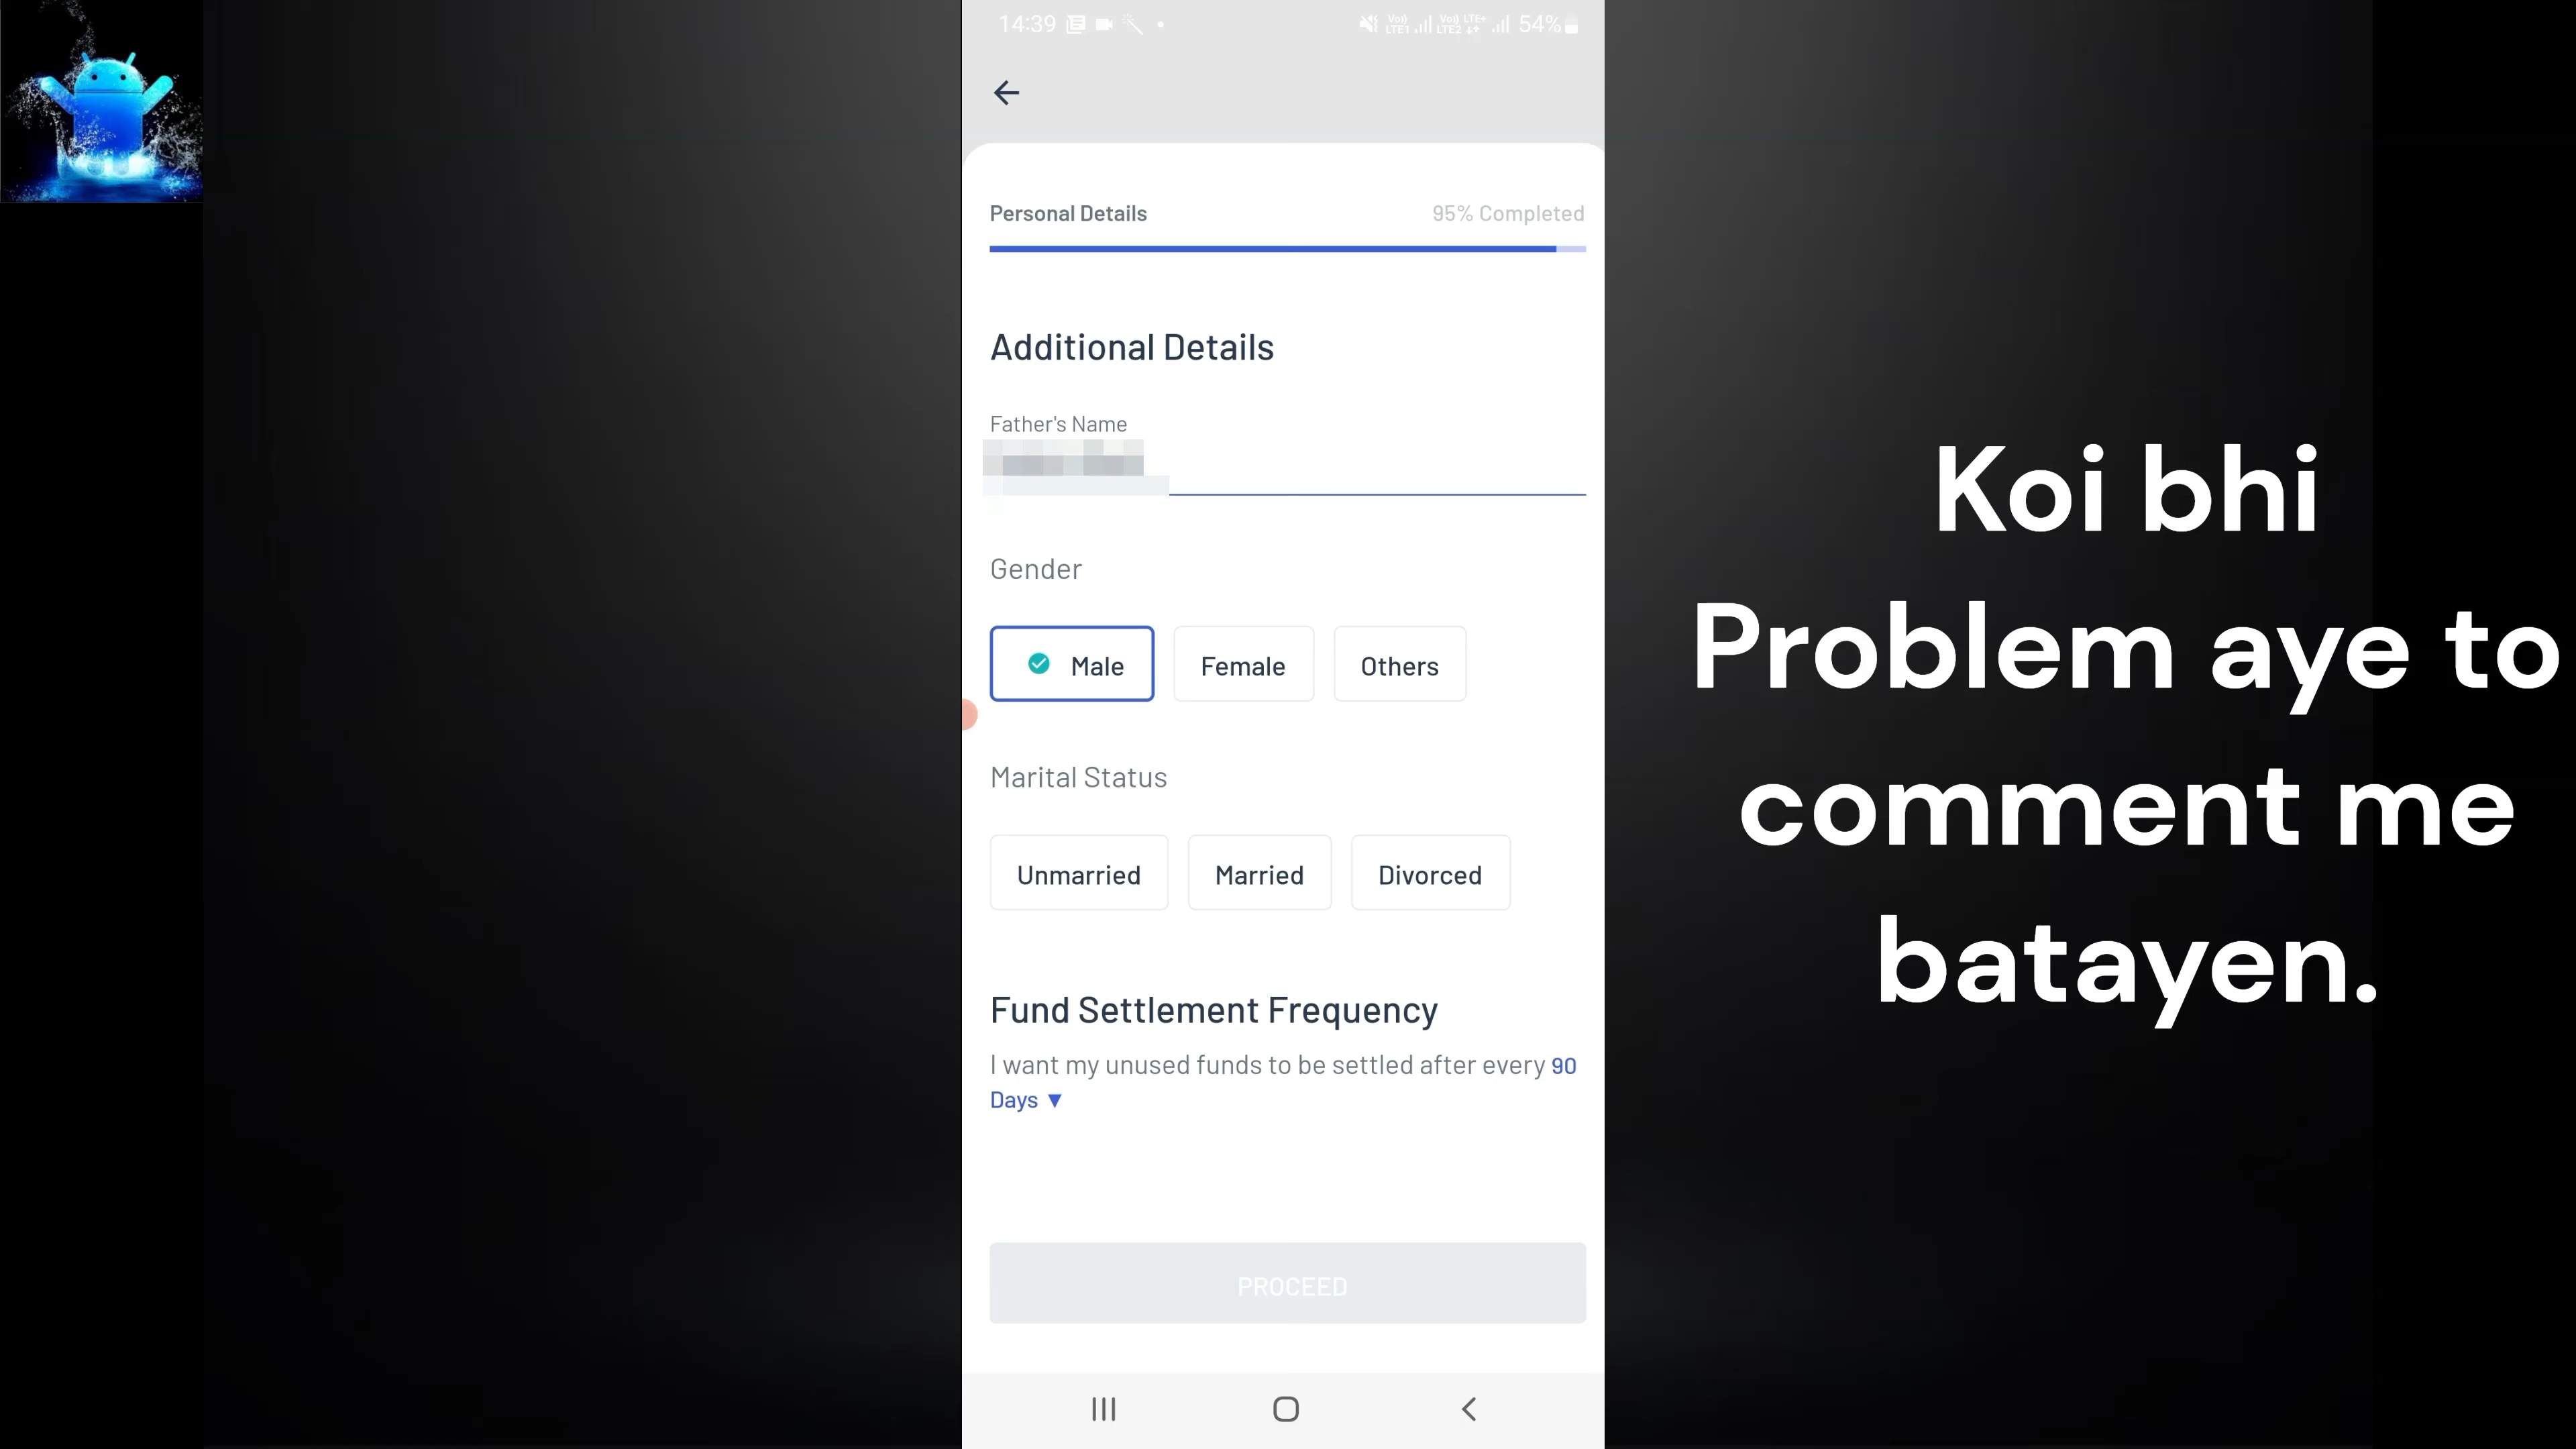 14:39
54%
Personal Details 95% Completed
Additional Details
Father's Name
Gender
Male Female Others
Marital Status
Unmarried Married Divorced
Fund Settlement Frequency
I want my unused funds to be settled after every 90
Days ▼
PROCEED
Koi bhi
Problem aye to
comment me
batayen.